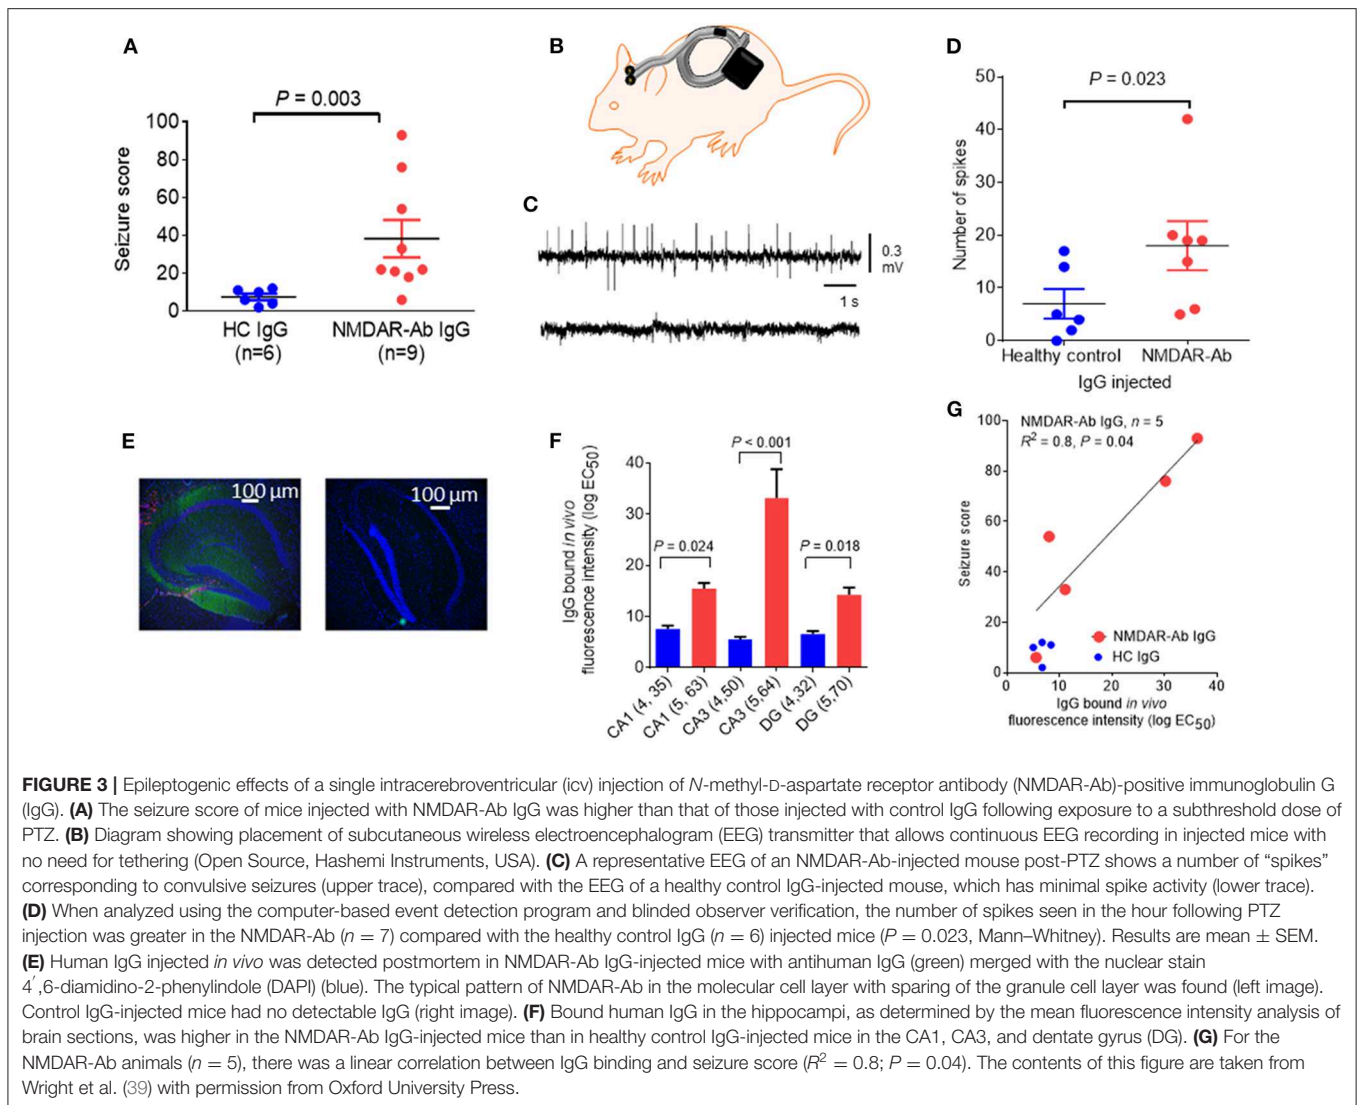 A
P = 0.003
Seizure score
100
80
60
40
20
0
HC IgG
(n=6)
NMDAR-Ab IgG
(n=9)
B
C
0.3
mV
1 s
D
P = 0.023
Number of spikes
50
40
30
20
10
0
Healthy control
NMDAR-Ab
IgG injected
E
100 µm
100 µm
F
IgG bound in vivo
fluorescence intensity (log EC50)
40
30
20
10
0
P = 0.024
P < 0.001
P = 0.018
CA1 (4, 35)
CA1 (5, 63)
CA3 (4,50)
CA3 (5,64)
DG (4,32)
DG (5,70)
G
NMDAR-Ab IgG, n = 5
R² = 0.8, P = 0.04
Seizure score
100
80
60
40
20
0
NMDAR-Ab IgG
HC IgG
0 10 20 30 40
IgG bound in vivo
fluorescence intensity (log EC50)
FIGURE 3 | Epileptogenic effects of a single intracerebroventricular (icv) injection of N-methyl-D-aspartate receptor antibody (NMDAR-Ab)-positive immunoglobulin G
(IgG). (A) The seizure score of mice injected with NMDAR-Ab IgG was higher than that of those injected with control IgG following exposure to a subthreshold dose of
PTZ. (B) Diagram showing placement of subcutaneous wireless electroencephalogram (EEG) transmitter that allows continuous EEG recording in injected mice with
no need for tethering (Open Source, Hashemi Instruments, USA). (C) A representative EEG of an NMDAR-Ab-injected mouse post-PTZ shows a number of “spikes”
corresponding to convulsive seizures (upper trace), compared with the EEG of a healthy control IgG-injected mouse, which has minimal spike activity (lower trace).
(D) When analyzed using the computer-based event detection program and blinded observer verification, the number of spikes seen in the hour following PTZ
injection was greater in the NMDAR-Ab (n = 7) compared with the healthy control IgG (n = 6) injected mice (P = 0.023, Mann–Whitney). Results are mean ± SEM.
(E) Human IgG injected in vivo was detected postmortem in NMDAR-Ab IgG-injected mice with antihuman IgG (green) merged with the nuclear stain
4′,6-diamidino-2-phenylindole (DAPI) (blue). The typical pattern of NMDAR-Ab in the molecular cell layer with sparing of the granule cell layer was found (left image).
Control IgG-injected mice had no detectable IgG (right image). (F) Bound human IgG in the hippocampi, as determined by the mean fluorescence intensity analysis of
brain sections, was higher in the NMDAR-Ab IgG-injected mice than in healthy control IgG-injected mice in the CA1, CA3, and dentate gyrus (DG). (G) For the
NMDAR-Ab animals (n = 5), there was a linear correlation between IgG binding and seizure score (R² = 0.8; P = 0.04). The contents of this figure are taken from
Wright et al. (39) with permission from Oxford University Press.